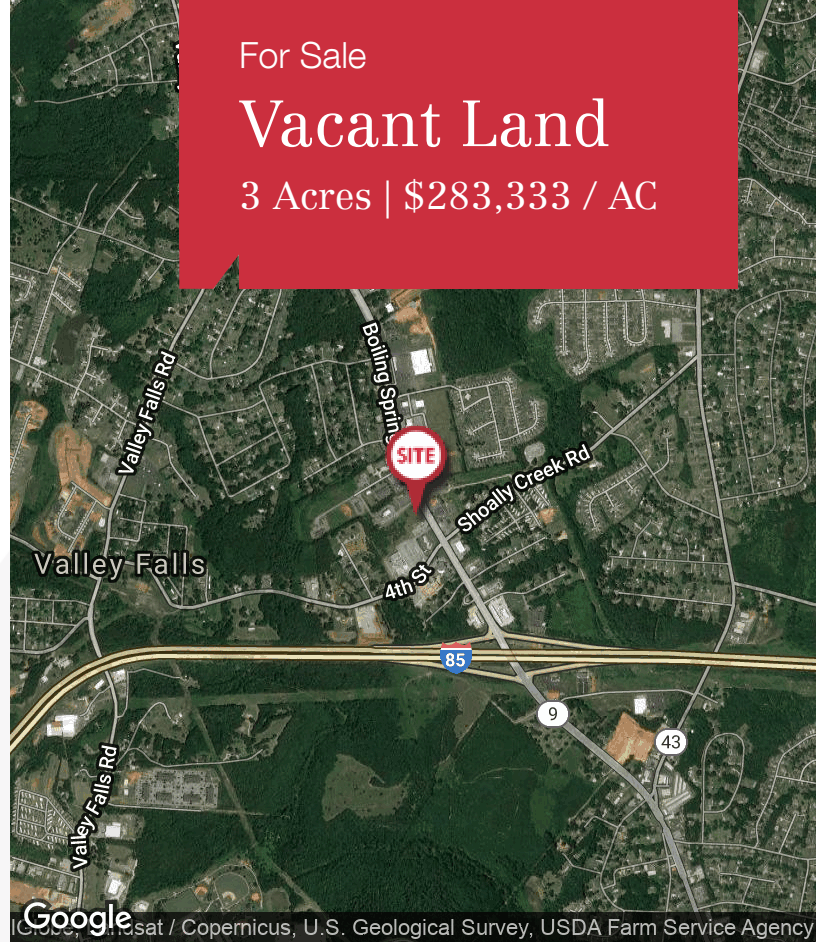 For Sale
Vacant Land
3 Acres | $283,333 / AC
Valley Falls Rd
Boiling Spring
SITE
Shoally Creek Rd
Valley Falls
4th St
85
9
43
Valley Falls Rd
Google
/ Copernicus, U.S. Geological Survey, USDA Farm Service Agency